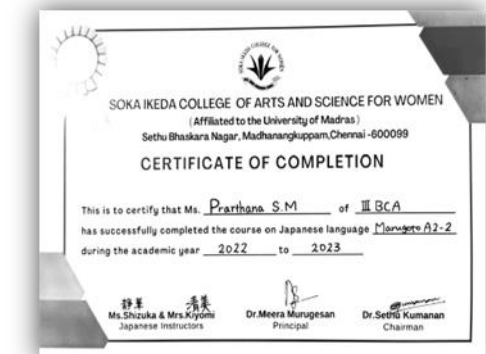 SOKA IKEDA COLLEGE OF ARTS AND SCIENCE FOR WOMEN
(Affiliated to the University of Madras)
Sethu Bhaskara Nagar, Madhanangkuppam,Chennai -600099
CERTIFICATE OF COMPLETION
This is to certify that Ms. Prarthana S.M of III BCA
has successfully completed the course on Japanese language Marugoto A2-2
during the academic year 2022 to 2023
清美
Ms.Shizuka & Mrs.Kiyomi Dr.Meera Murugesan Dr.Sethu Kumanan
Japanese Instructors Principal Chairman